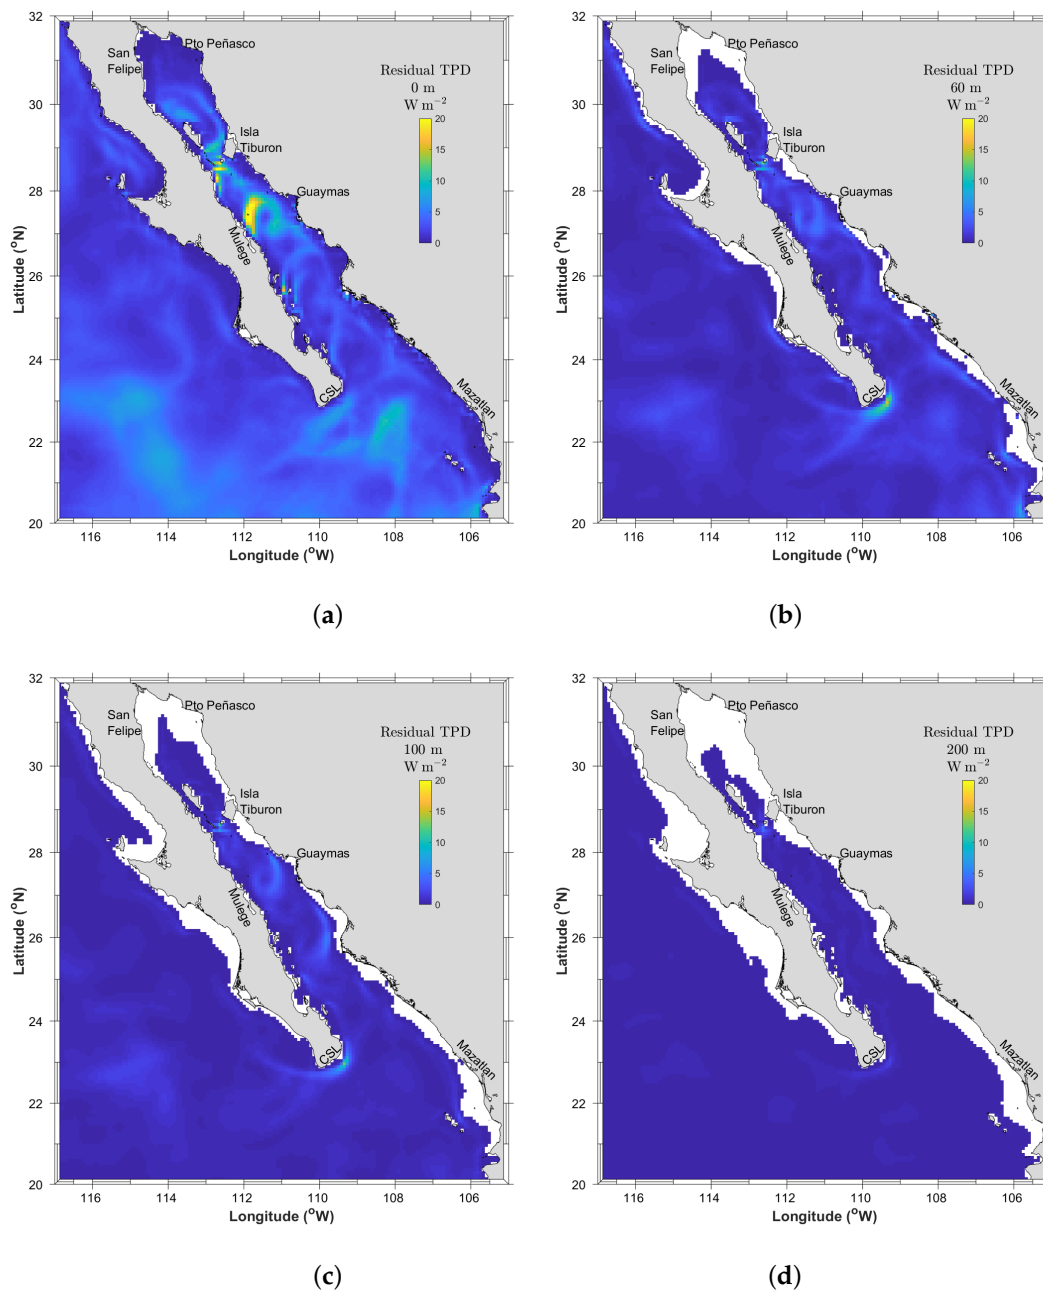 32
30
28
26
24
22
20
116
114
112
110
108
106
Latitude (°N)
Longitude (°W)
San
Felipe
Pto Peñasco
Isla
Tiburon
Guaymas
Mulege
CSL
Mazatlan
Residual TPD
0 m
W m−2
20
15
10
5
0
(a)
32
30
28
26
24
22
20
116
114
112
110
108
106
Latitude (°N)
Longitude (°W)
San
Felipe
Pto Peñasco
Isla
Tiburon
Guaymas
Mulege
CSL
Mazatlan
Residual TPD
60 m
W m−2
20
15
10
5
0
(b)
32
30
28
26
24
22
20
116
114
112
110
108
106
Latitude (°N)
Longitude (°W)
San
Felipe
Pto Peñasco
Isla
Tiburon
Guaymas
Mulege
CSL
Mazatlan
Residual TPD
100 m
W m−2
20
15
10
5
0
(c)
32
30
28
26
24
22
20
116
114
112
110
108
106
Latitude (°N)
Longitude (°W)
San
Felipe
Pto Peñasco
Isla
Tiburon
Guaymas
Mulege
CSL
Mazatlan
Residual TPD
200 m
W m−2
20
15
10
5
0
(d)